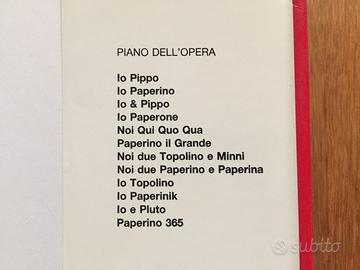 PIANO DELL'OPERA
Io Pippo
Io Paperino
Io & Pippo
Io Paperone
Noi Qui Quo Qua
Paperino il Grande
Noi due Topolino e Minni
Noi due Paperino e Paperina
Io Topolino
Io Paperinik
Io e Pluto
Paperino 365
subito